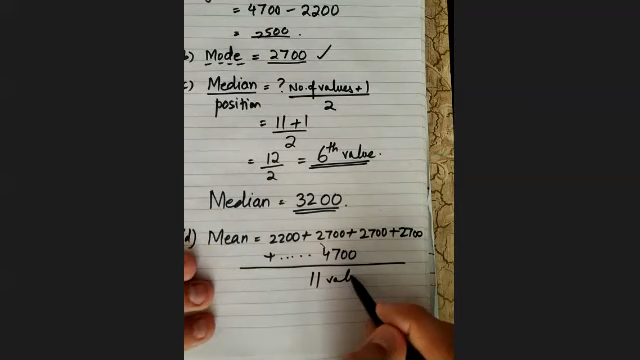 = 4700 - 2200
= 2500.
b) Mode = 2700 ✓
c) Median = ? No. of values + 1
position 2
= 11 + 1
2
= 12 = 6th value.
2
Median = 3200.
(d) Mean = 2200 + 2700 + 2700 + 2700
+ ..... 4700
11 val